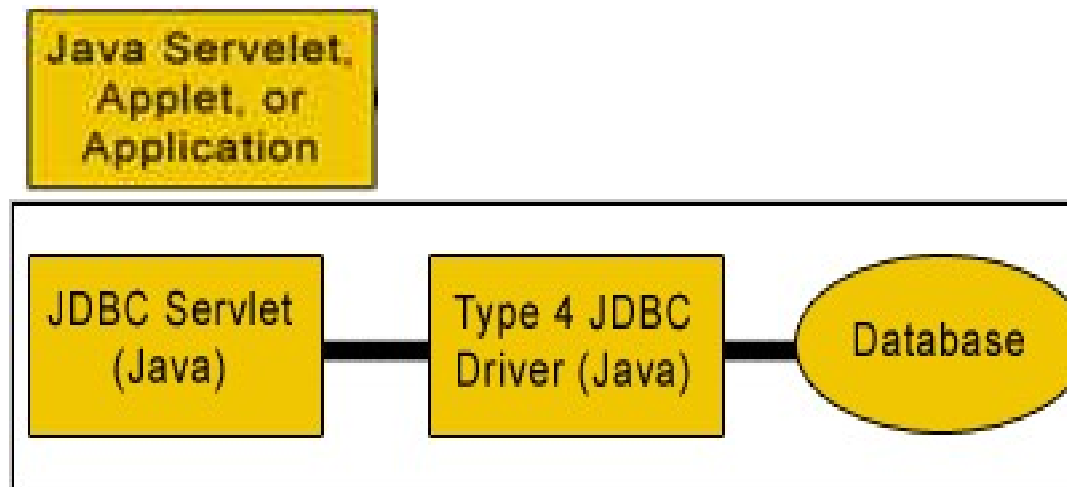 Java Servelet,
Applet, or
Application
JDBC Servlet
(Java)
Type 4 JDBC
Driver (Java)
Database